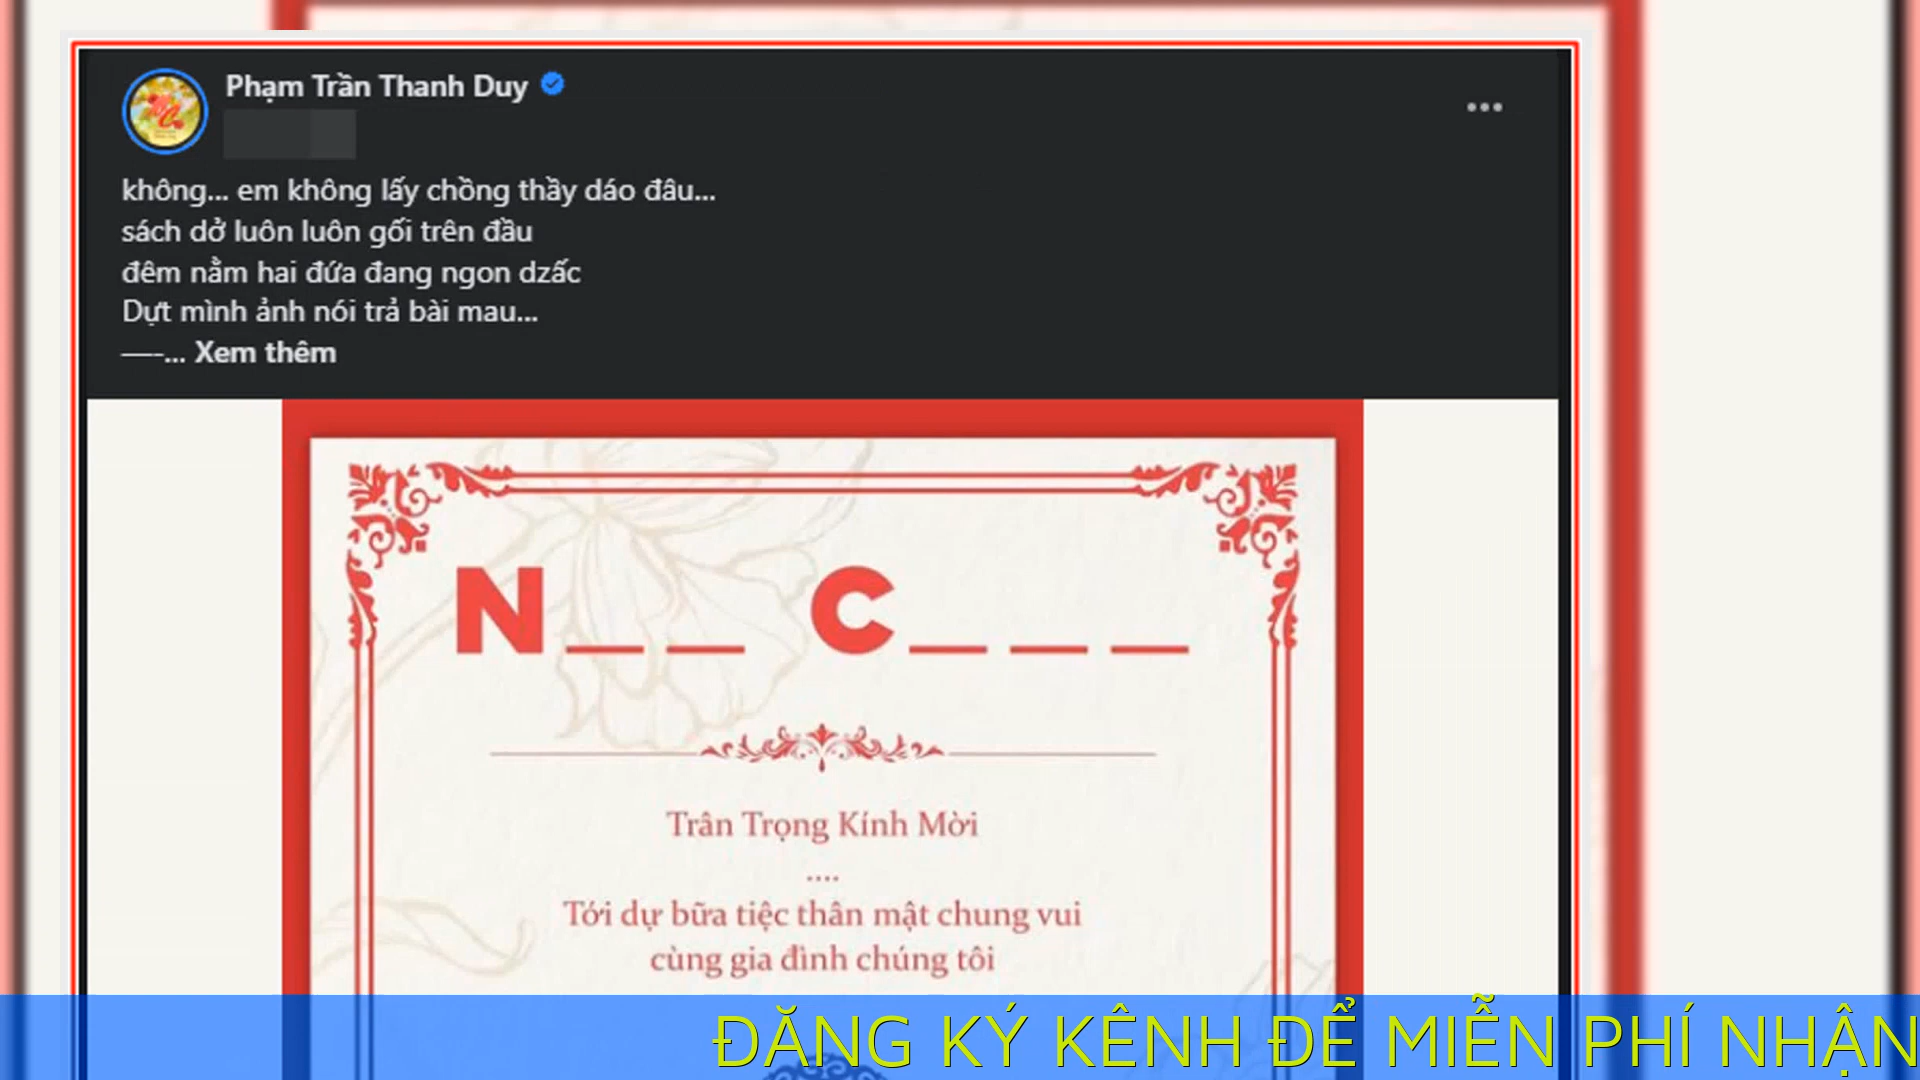 Phạm Trần Thanh Duy
không... em không lấy chồng thầy dáo đâu...
sách dở luôn luôn gối trên đầu
đêm nằm hai đứa đang ngon dzấc
Dựt mình ảnh nói trả bài mau...
—-... Xem thêm
N__ C___
Trân Trọng Kính Mời
....
Tới dự bữa tiệc thân mật chung vui
cùng gia đình chúng tôi
ĐĂNG KÝ KÊNH ĐỂ MIỄN PHÍ NHẬN